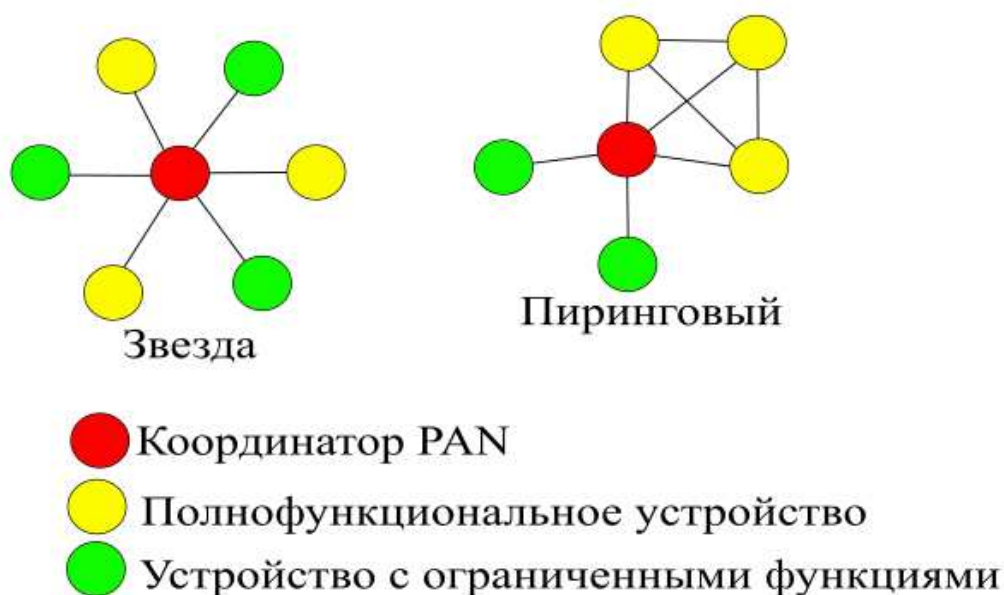 Звезда
Пиринговый
Координатор PAN
Полнофункциональное устройство
Устройство с ограниченными функциями